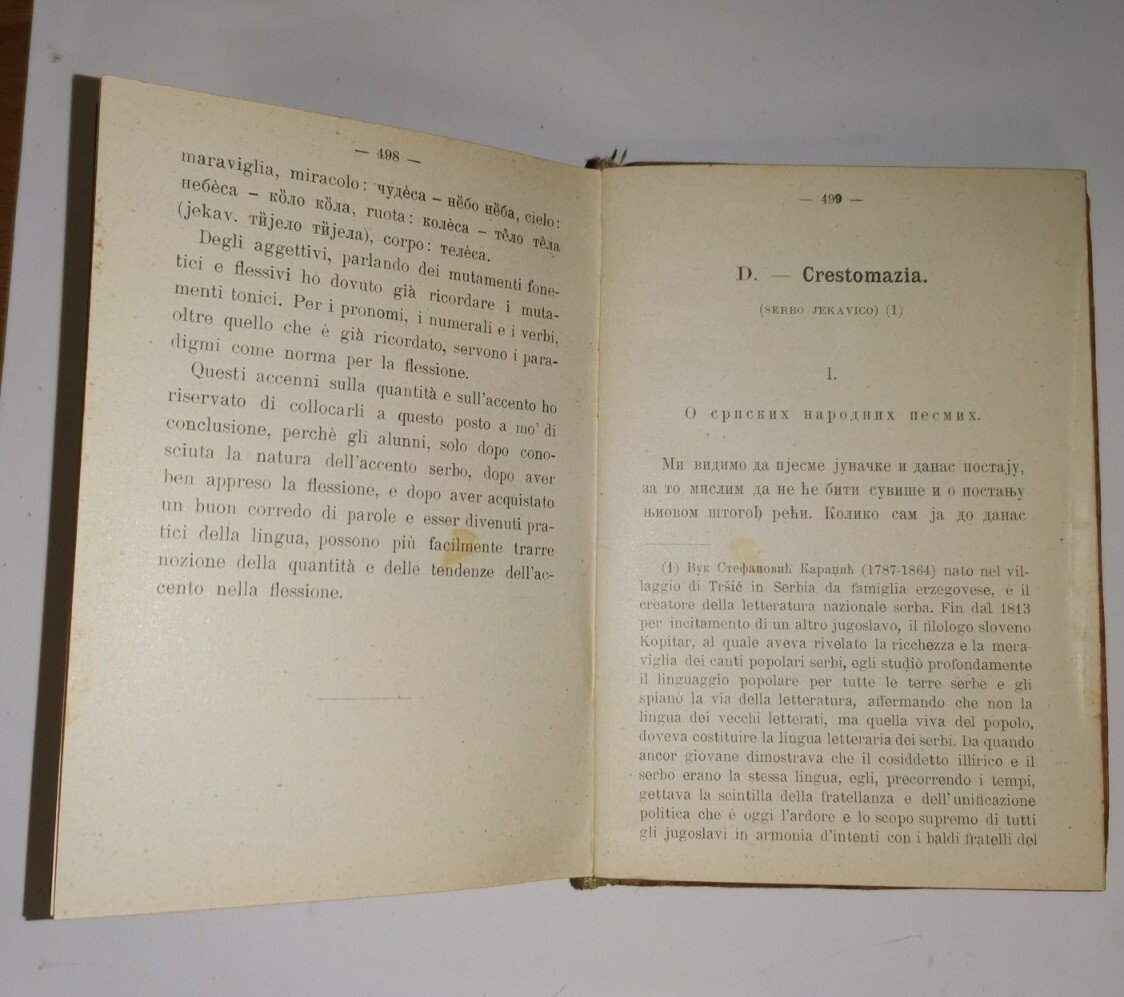 — 498 —
maraviglia, miracolo: чудèса – нȅбо нȅба, cielo:
небèса – кȍло кȍла, ruota: колèса – тêло тêла
(jekav. тѝјело тѝјела), corpo: телèса.
Degli aggettivi, parlando dei mutamenti fone-
tici e flessivi hò dovuto già ricordare i muta-
menti tonici. Per i pronomi, i numerali e i verbi,
oltre quello che è già ricordato, servono i para-
digmi come norma per la flessione.
Questi accenni sulla quantità e sull'accento ho
riservato di collocarli a questo posto a mo' di
conclusione, perchè gli alunni, solo dopo cono-
sciuta la natura dell'accento serbo, dopo aver
ben appreso la flessione, e dopo aver acquistato
un buon corredo di parole e esser divenuti pra-
tici della lingua, possono più facilmente trarre
nozione della quantità e delle tendenze dell'ac-
cento nella flessione.
— 499 —
D. — Crestomazia.
(SERBO JEKAVICO) (1)
I.
О српских народних песмих.
Ми видимо да пјесме јуначке и данас постају,
за то мислим да не ће бити сувише и о постању
њиовом штогођ рећи. Колико сам ја до данас
(1) Вук Стефановић Караџић (1787-1864) nato nel vil-
laggio di Tršić in Serbia da famiglia erzegovese, è il
creatore della letteratura nazionale serba. Fin dal 1813
per incitamento di un altro jugoslavo, il filologo sloveno
Kopitar, al quale aveva rivelato la ricchezza e la mera-
viglia dei canti popolari serbi, egli studiò profondamente
il linguaggio popolare per tutte le terre serbe e gli
spianò la via della letteratura, affermando che non la
lingua dei vecchi letterati, ma quella viva del popolo,
doveva costituire la lingua letteraria dei serbi. Da quando
ancor giovane dimostrava che il cosiddetto illirico e il
serbo erano la stessa lingua, egli, precorrendo i tempi,
gettava la scintilla della fratellanza e dell'unificazione
politica che è oggi l'ardore e lo scopo supremo di tutti
gli jugoslavi in armonia d'intenti con i baldi fratelli del